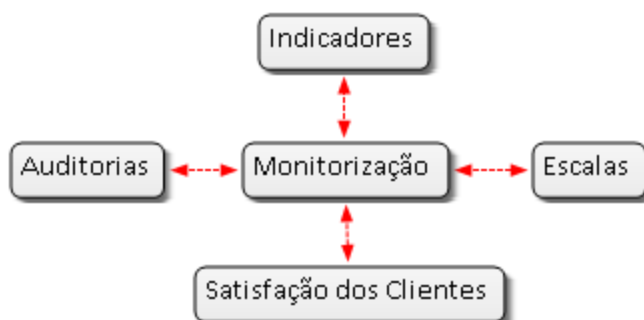 Indicadores
Auditorias
Monitorização
Escalas
Satisfação dos Clientes